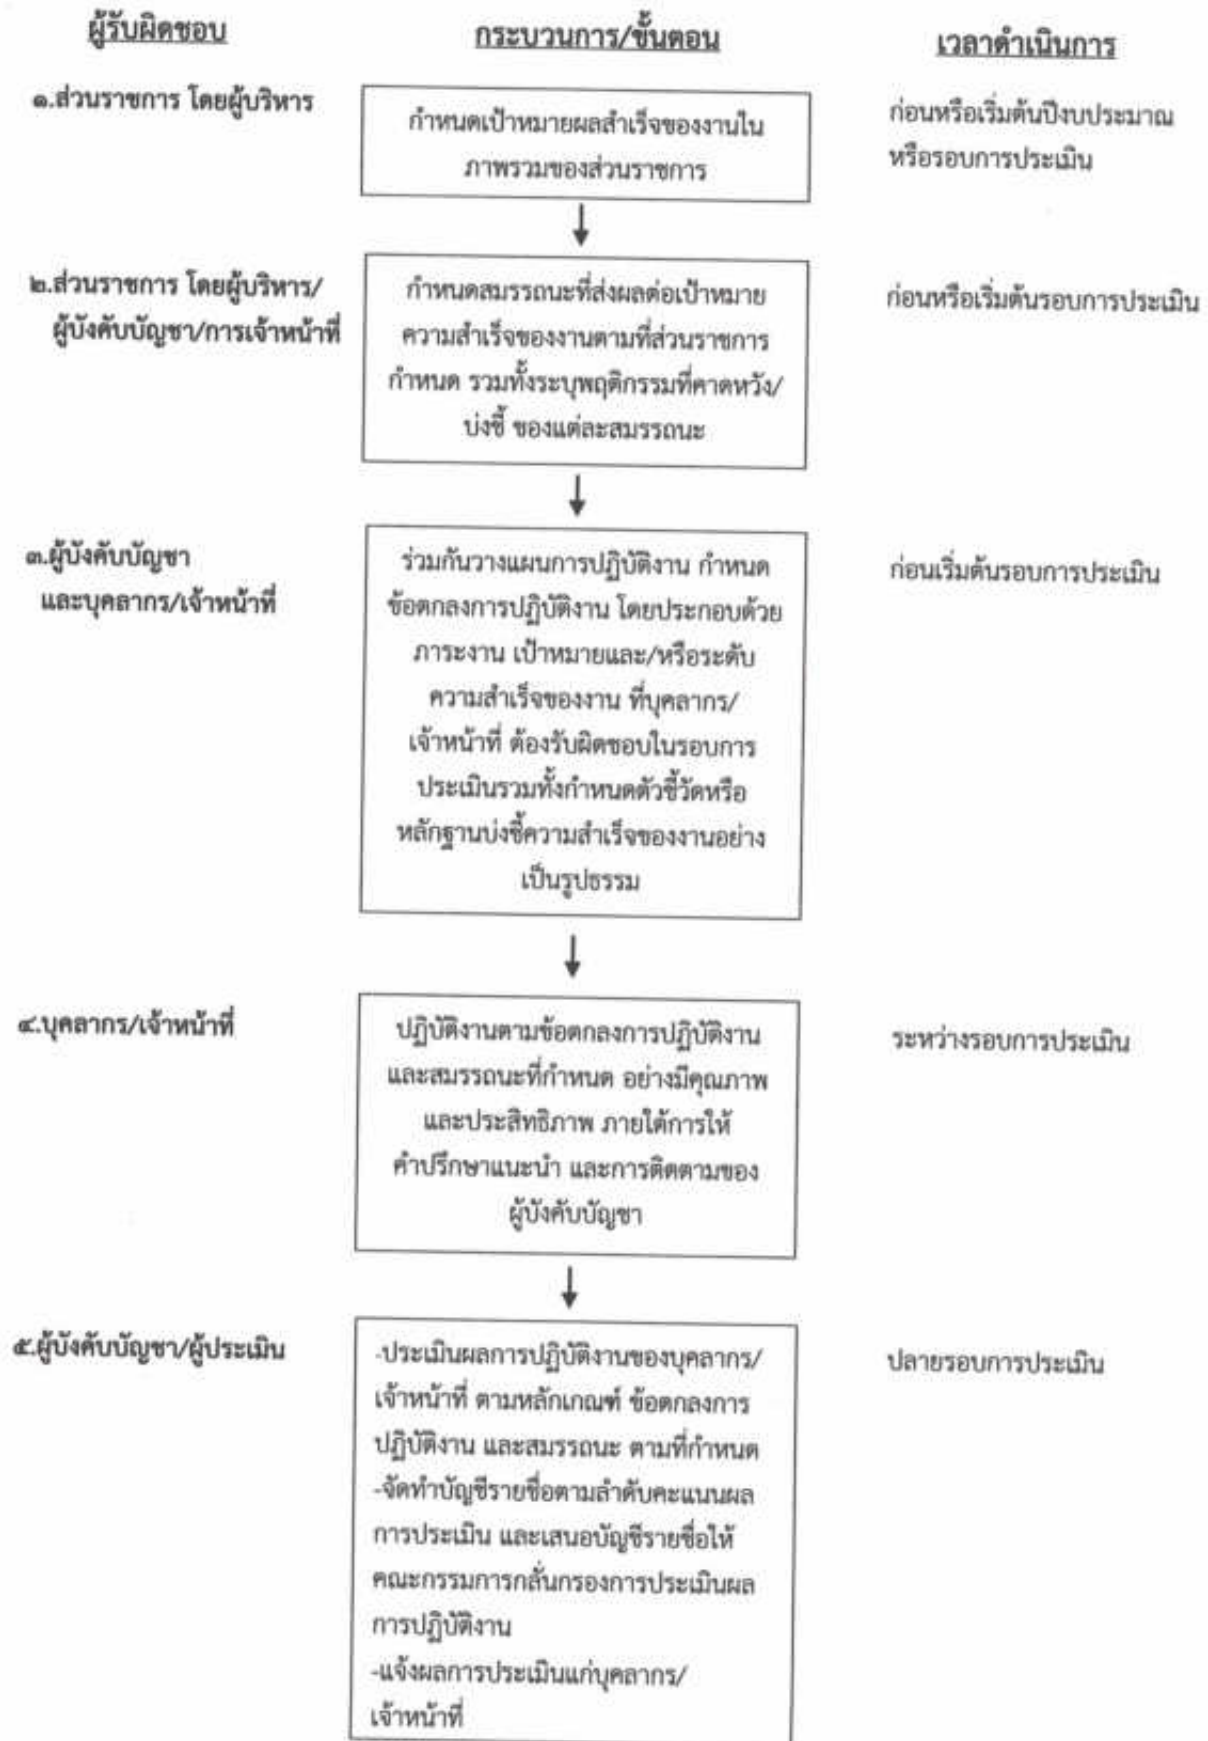 ผู้รับผิดชอบ
กระบวนการ/ขั้นตอน
เวลาดำเนินการ
๑.ส่วนราชการ โดยผู้บริหาร
กำหนดเป้าหมายผลสำเร็จของงานใน
ภาพรวมของส่วนราชการ
ก่อนหรือเริ่มต้นปีงบประมาณ
หรือรอบการประเมิน
๒.ส่วนราชการ โดยผู้บริหาร/
ผู้บังคับบัญชา/การเจ้าหน้าที่
กำหนดสมรรถนะที่ส่งผลต่อเป้าหมาย
ความสำเร็จของงานตามที่ส่วนราชการ
กำหนด รวมทั้งระบุพฤติกรรมที่คาดหวัง/
บ่งชี้ ของแต่ละสมรรถนะ
ก่อนหรือเริ่มต้นรอบการประเมิน
๓.ผู้บังคับบัญชา
และบุคลากร/เจ้าหน้าที่
ร่วมกันวางแผนการปฏิบัติงาน กำหนด
ข้อตกลงการปฏิบัติงาน โดยประกอบด้วย
ภาระงาน เป้าหมายและ/หรือระดับ
ความสำเร็จของงาน ที่บุคลากร/
เจ้าหน้าที่ ต้องรับผิดชอบในรอบการ
ประเมินรวมทั้งกำหนดตัวชี้วัดหรือ
หลักฐานบ่งชี้ความสำเร็จของงานอย่าง
เป็นรูปธรรม
ก่อนเริ่มต้นรอบการประเมิน
๔.บุคลากร/เจ้าหน้าที่
ปฏิบัติงานตามข้อตกลงการปฏิบัติงาน
และสมรรถนะที่กำหนด อย่างมีคุณภาพ
และประสิทธิภาพ ภายใต้การให้
คำปรึกษาแนะนำ และการติดตามของ
ผู้บังคับบัญชา
ระหว่างรอบการประเมิน
๕.ผู้บังคับบัญชา/ผู้ประเมิน
-ประเมินผลการปฏิบัติงานของบุคลากร/
เจ้าหน้าที่ ตามหลักเกณฑ์ ข้อตกลงการ
ปฏิบัติงาน และสมรรถนะ ตามที่กำหนด
-จัดทำบัญชีรายชื่อตามลำดับคะแนนผล
การประเมิน และเสนอบัญชีรายชื่อให้
คณะกรรมการกลั่นกรองการประเมินผล
การปฏิบัติงาน
-แจ้งผลการประเมินแก่บุคลากร/
เจ้าหน้าที่
ปลายรอบการประเมิน